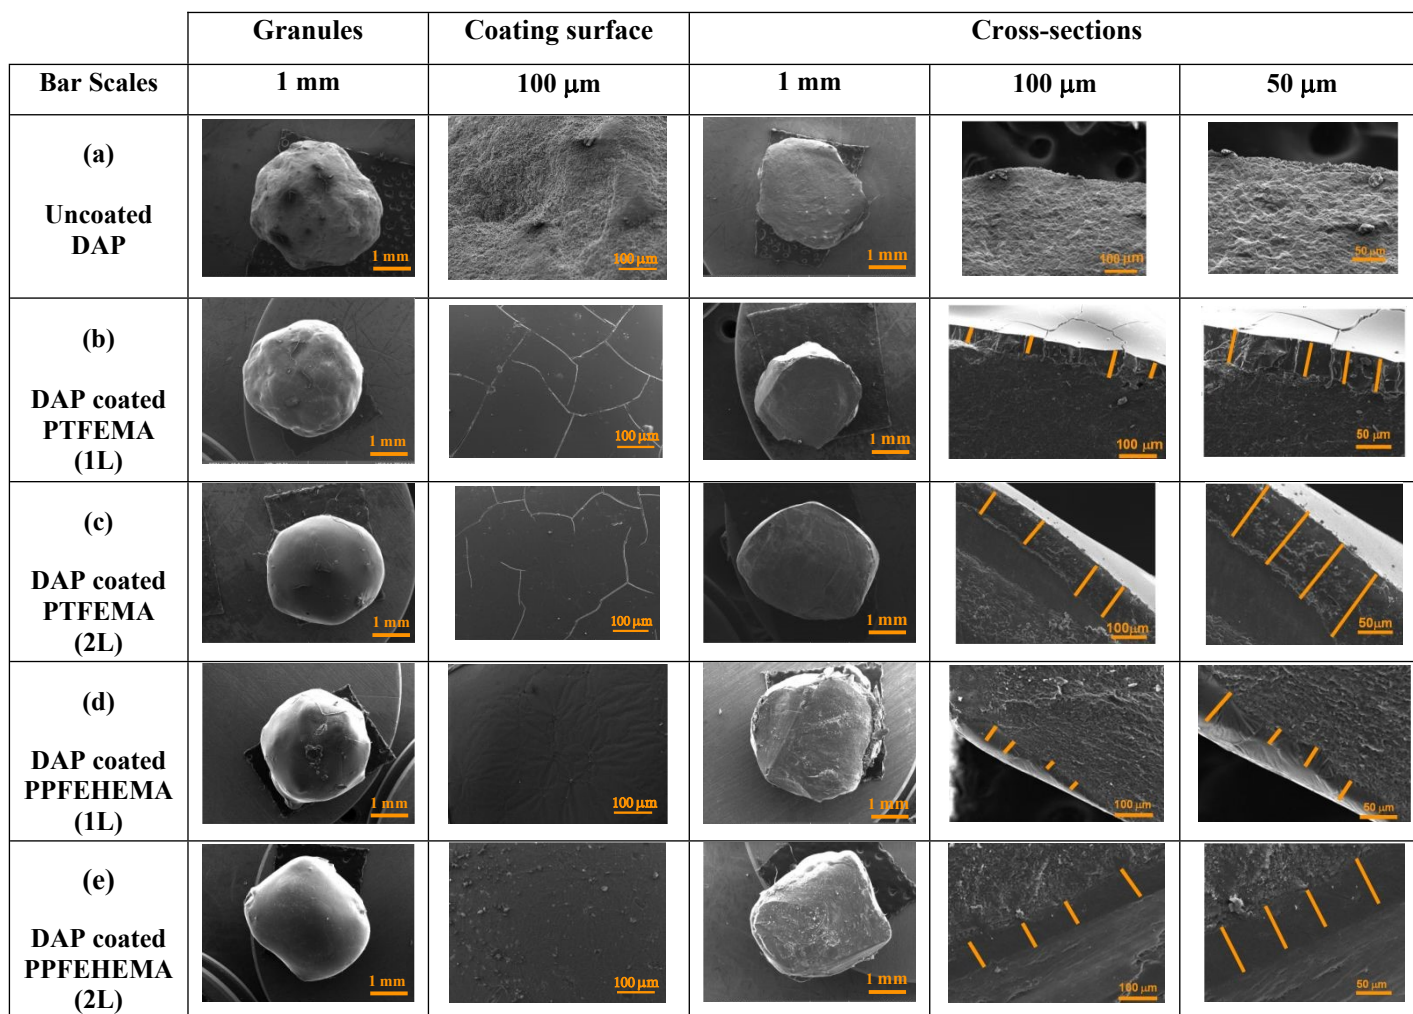 Granules Coating surface Cross-sections
Bar Scales 1 mm 100 μm 1 mm 100 μm 50 μm
(a)
Uncoated
DAP
1 mm 100 μm 1 mm 100 μm 50 μm
(b)
DAP coated
PTFEMA
(1L)
1 mm 100 μm 1 mm 100 μm 50 μm
(c)
DAP coated
PTFEMA
(2L)
1 mm 100 μm 1 mm 100μm 50μm
(d)
DAP coated
PPFEHEMA
(1L)
1 mm 100 μm 1 mm 100 μm 50 μm
(e)
DAP coated
PPFEHEMA
(2L)
1 mm 100 μm 1 mm 100 μm 50 μm